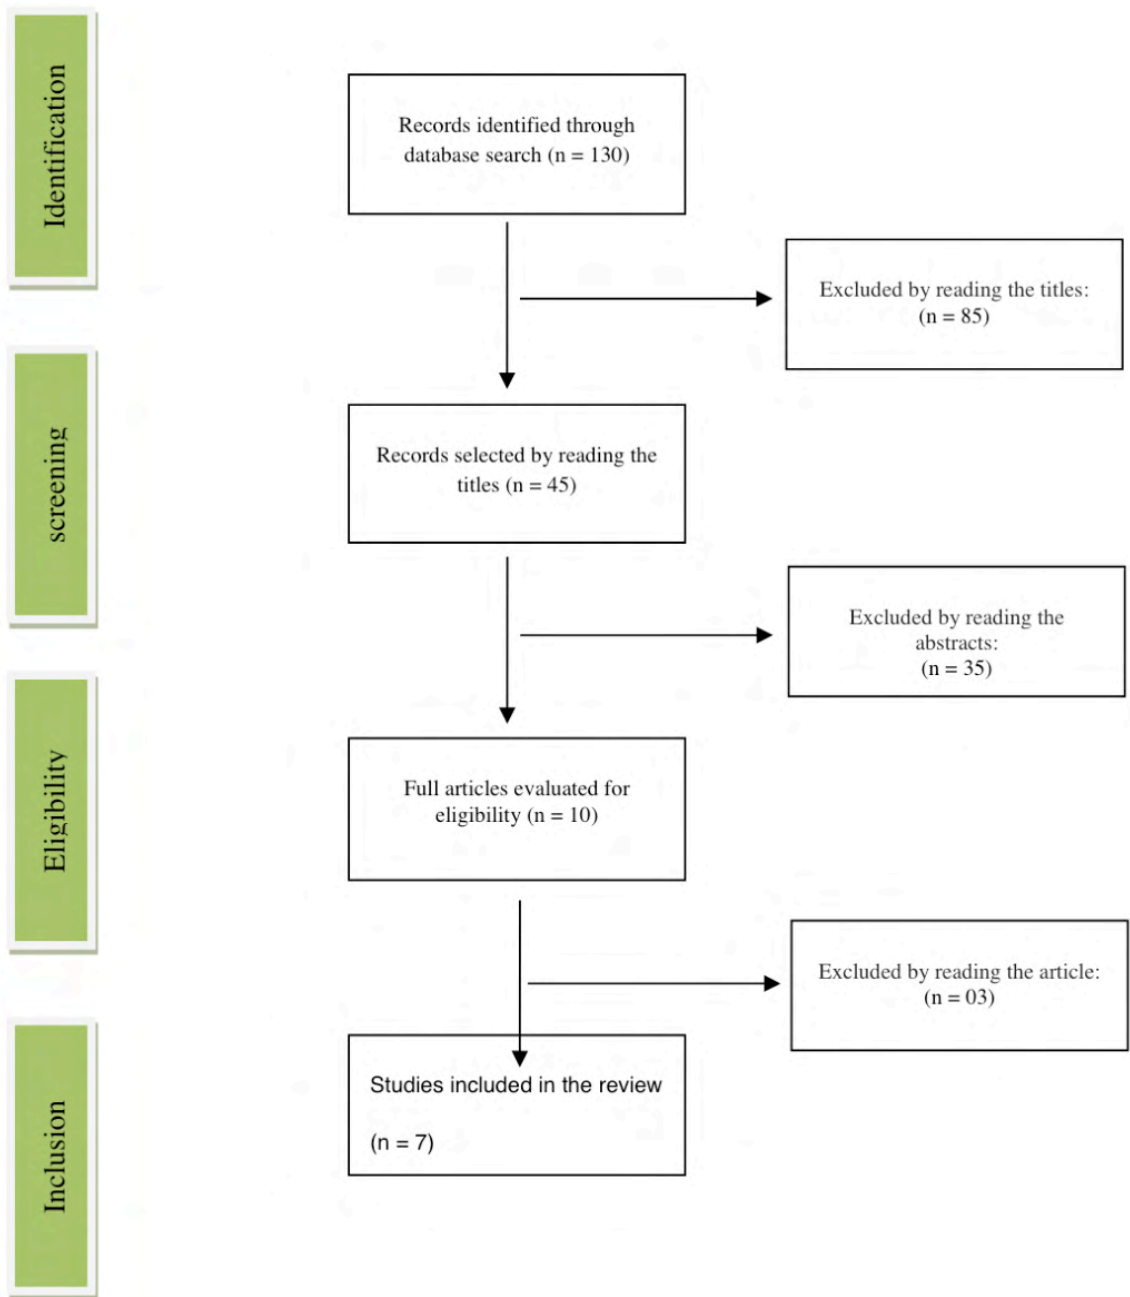 Identification
Records identified through
database search (n = 130)
Excluded by reading the titles:
(n = 85)
screening
Records selected by reading the
titles (n = 45)
Excluded by reading the
abstracts:
(n = 35)
Eligibility
Full articles evaluated for
eligibility (n = 10)
Excluded by reading the article:
(n = 03)
Inclusion
Studies included in the review
(n = 7)